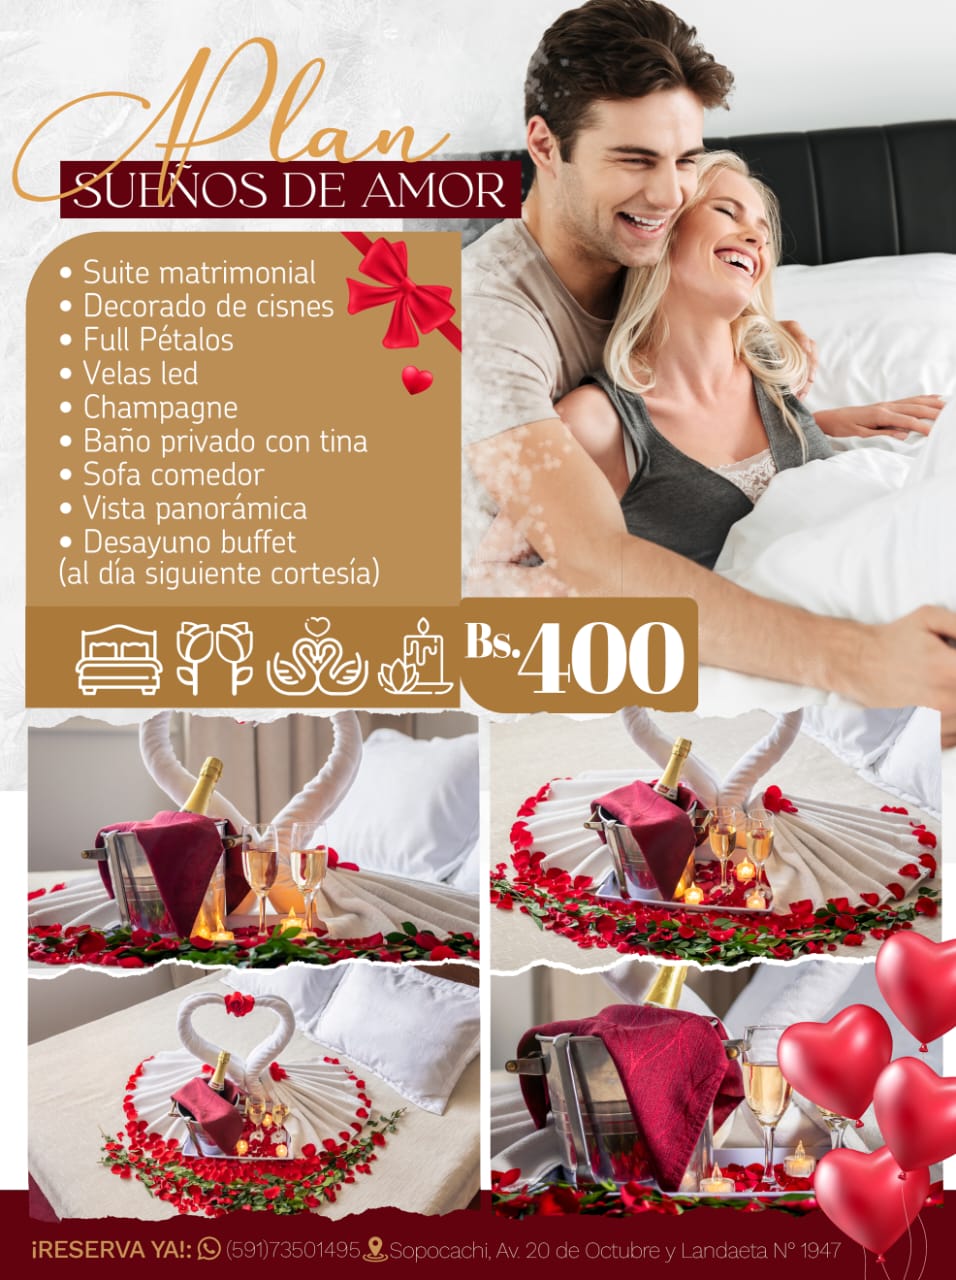 Plan
SUEÑOS DE AMOR
• Suite matrimonial
• Decorado de cisnes
• Full Pétalos
• Velas led
• Champagne
• Baño privado con tina
• Sofa comedor
• Vista panorámica
• Desayuno buffet
(al día siguiente cortesía)
Bs.400
¡RESERVA YA!: (591)73501495 Sopocachi, Av. 20 de Octubre y Landaeta N° 1947